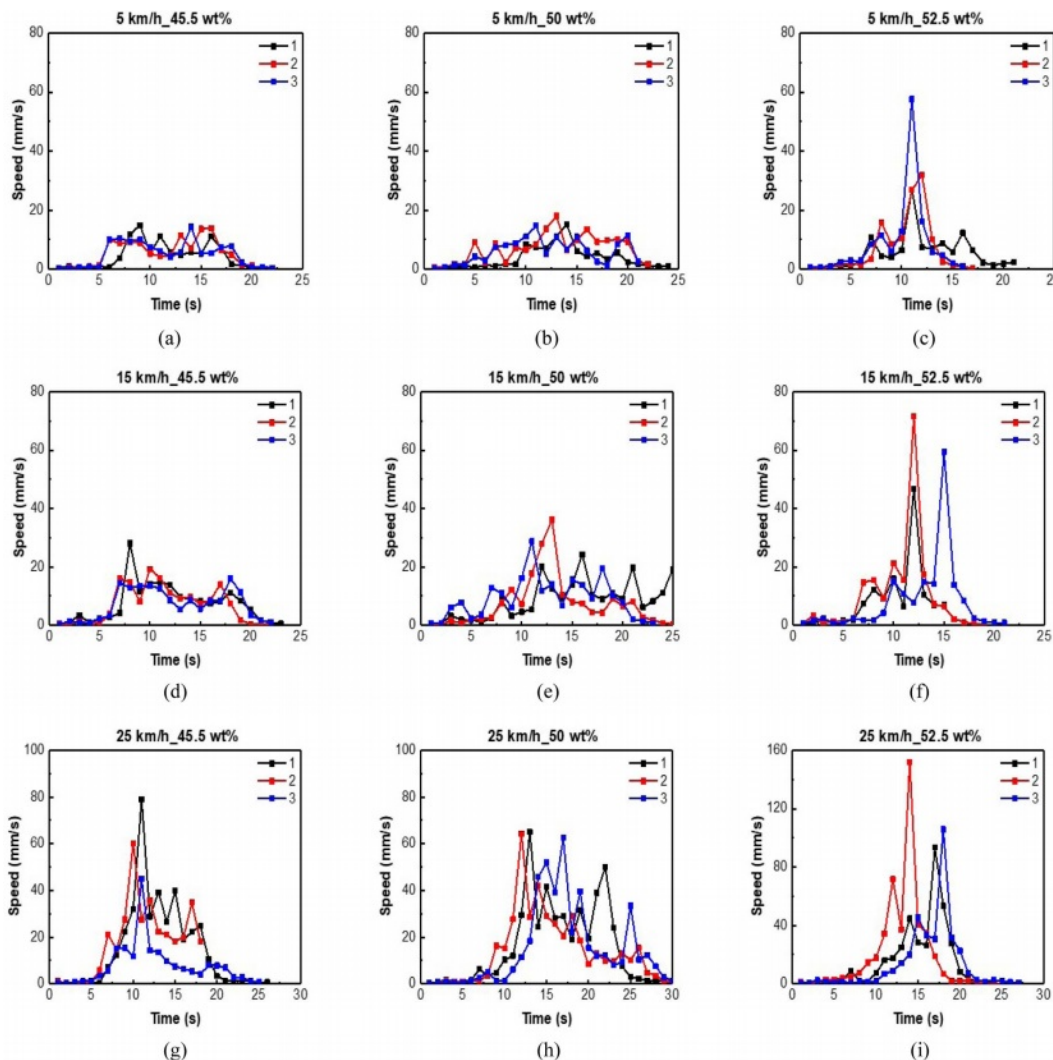 5 km/h_45.5 wt%
80
60
40
20
0
Speed (mm/s)
1
2
3
0 5 10 15 20 25
Time (s)
(a)
5 km/h_50 wt%
80
60
40
20
0
Speed (mm/s)
1
2
3
0 5 10 15 20 25
Time (s)
(b)
5 km/h_52.5 wt%
80
60
40
20
0
Speed (mm/s)
1
2
3
0 5 10 15 20 25
Time (s)
(c)
15 km/h_45.5 wt%
80
60
40
20
0
Speed (mm/s)
1
2
3
0 5 10 15 20 25
Time (s)
(d)
15 km/h_50 wt%
80
60
40
20
0
Speed (mm/s)
1
2
3
0 5 10 15 20 25
Time (s)
(e)
15 km/h_52.5 wt%
80
60
40
20
0
Speed (mm/s)
1
2
3
0 5 10 15 20 25
Time (s)
(f)
25 km/h_45.5 wt%
100
80
60
40
20
0
Speed (mm/s)
1
2
3
0 5 10 15 20 25 30
Time (s)
(g)
25 km/h_50 wt%
100
80
60
40
20
0
Speed (mm/s)
1
2
3
0 5 10 15 20 25 30
Time (s)
(h)
25 km/h_52.5 wt%
160
120
80
40
0
Speed (mm/s)
1
2
3
0 5 10 15 20 25 30
Time (s)
(i)